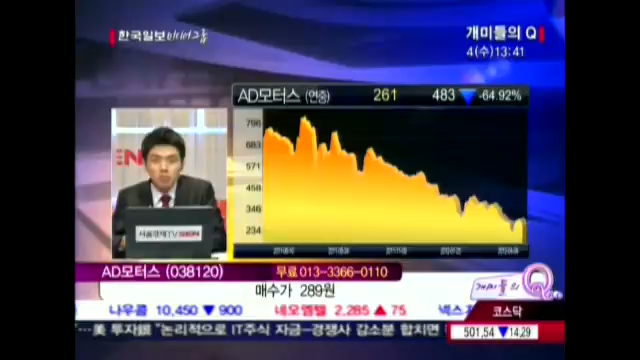 한국일보 미디어그룹
개미들의 Q
4(수) 13:41
AD모터스 (연중) 261 483 ▼ -64.92%
796
683
571
458
346
234
서울경제TV SEN
AD모터스 (038120) 무료 013-3366-0110
매수가 289원
개미들의 Q
나우콤 10,450 ▼ 900 네오엠텔 2,285 ▲ 75 넥스
코스닥
···美 투자銀 "논리적으로 IT주식 자금-경쟁사 감소분 합치면
501.54 ▼ 14.29